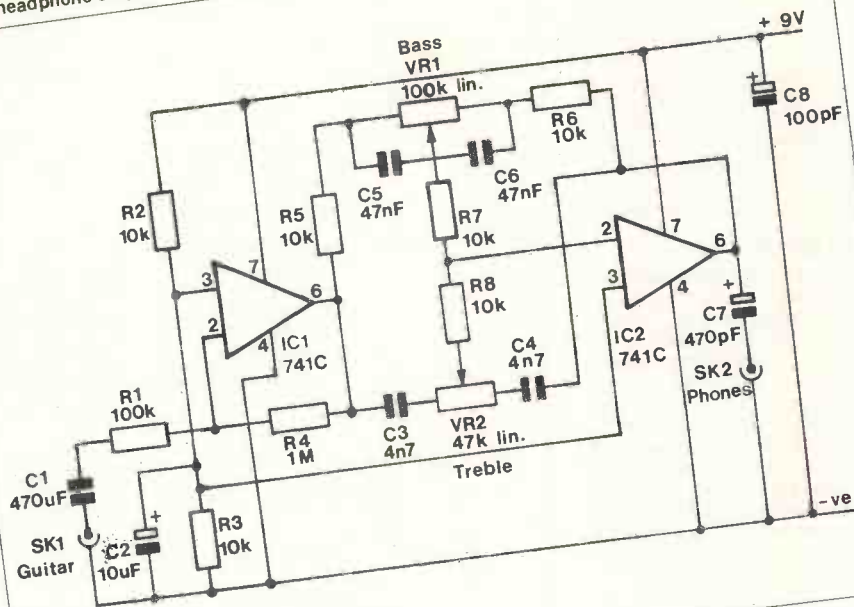 headphone
+ 9V
Bass
VR1
100k lin.
R6
10k
C8
+
100pF
C5
47nF
C6
47nF
R2
10k
R5
10k
R7
10k
3
7
2
6
4
IC1
741C
R8
10k
2
7
3
6
4
IC2
741C
+
C7
470pF
SK2
Phones
R1
100k
R4
1M
C3
4n7
VR2
47k lin.
C4
4n7
Treble
C1
470uF
SK1
Guitar
+
C2
10uF
R3
10k
-ve